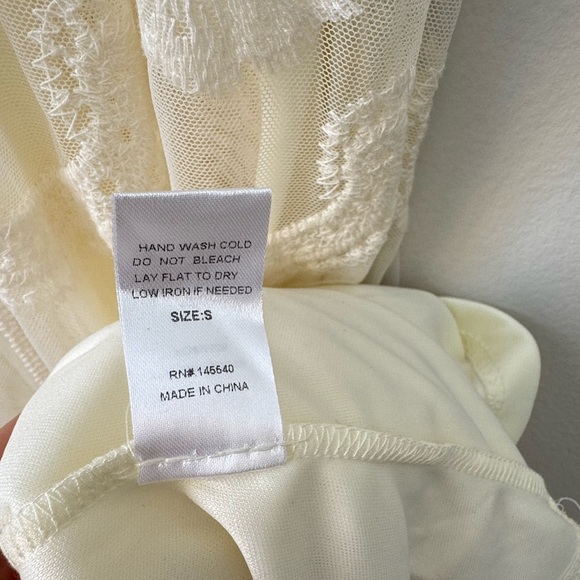 HAND WASH COLD
DO NOT BLEACH
LAY FLAT TO DRY
LOW IRON IF NEEDED
SIZE:S
RN# 145640
MADE IN CHINA